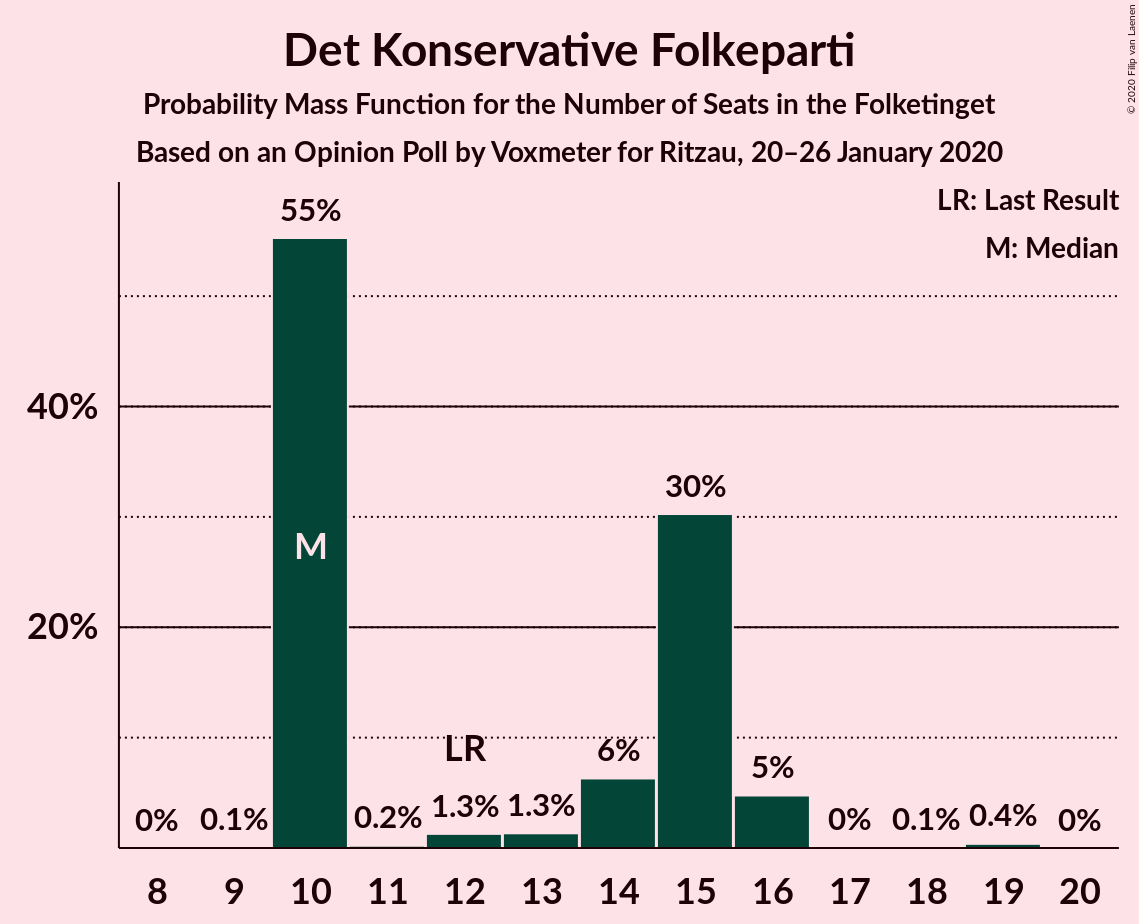 Det Konservative Folkeparti
Probability Mass Function for the Number of Seats in the Folketinget
Based on an Opinion Poll by Voxmeter for Ritzau, 20–26 January 2020
© 2020 Filip van Laenen
LR: Last Result
M: Median
55%
40%
30%
M
20%
LR
6%
5%
0%
0.1%
0.2%
1.3%
1.3%
0%
0.1%
0.4%
0%
8 9 10 11 12 13 14 15 16 17 18 19 20